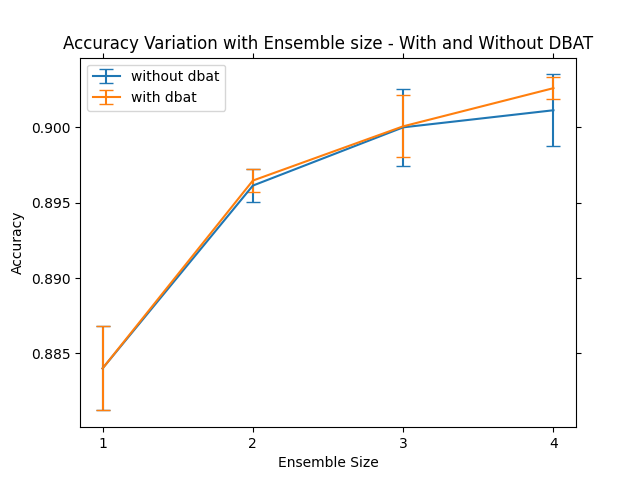 Accuracy Variation with Ensemble size - With and Without DBAT
without dbat
with dbat
0.900
0.895
0.890
0.885
Accuracy
1 2 3 4
Ensemble Size